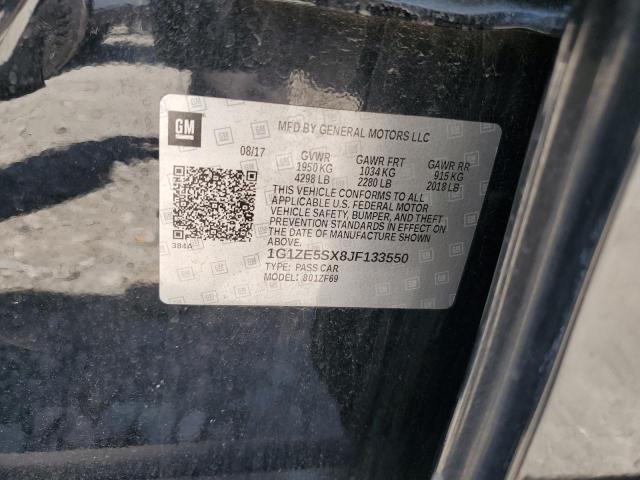 GM
MFD BY GENERAL MOTORS LLC
08/17 GVWR GAWR FRT GAWR RR
1950 KG 1034 KG 915 KG
4298 LB 2280 LB 2018 LB
THIS VEHICLE CONFORMS TO ALL
APPLICABLE U.S. FEDERAL MOTOR
VEHICLE SAFETY, BUMPER, AND THEFT
PREVENTION STANDARDS IN EFFECT ON
THE DATE OF MANUFACTURE SHOWN
ABOVE.
384A
1G1ZE5SX8JF133550
TYPE: PASS CAR
MODEL: 801ZF69